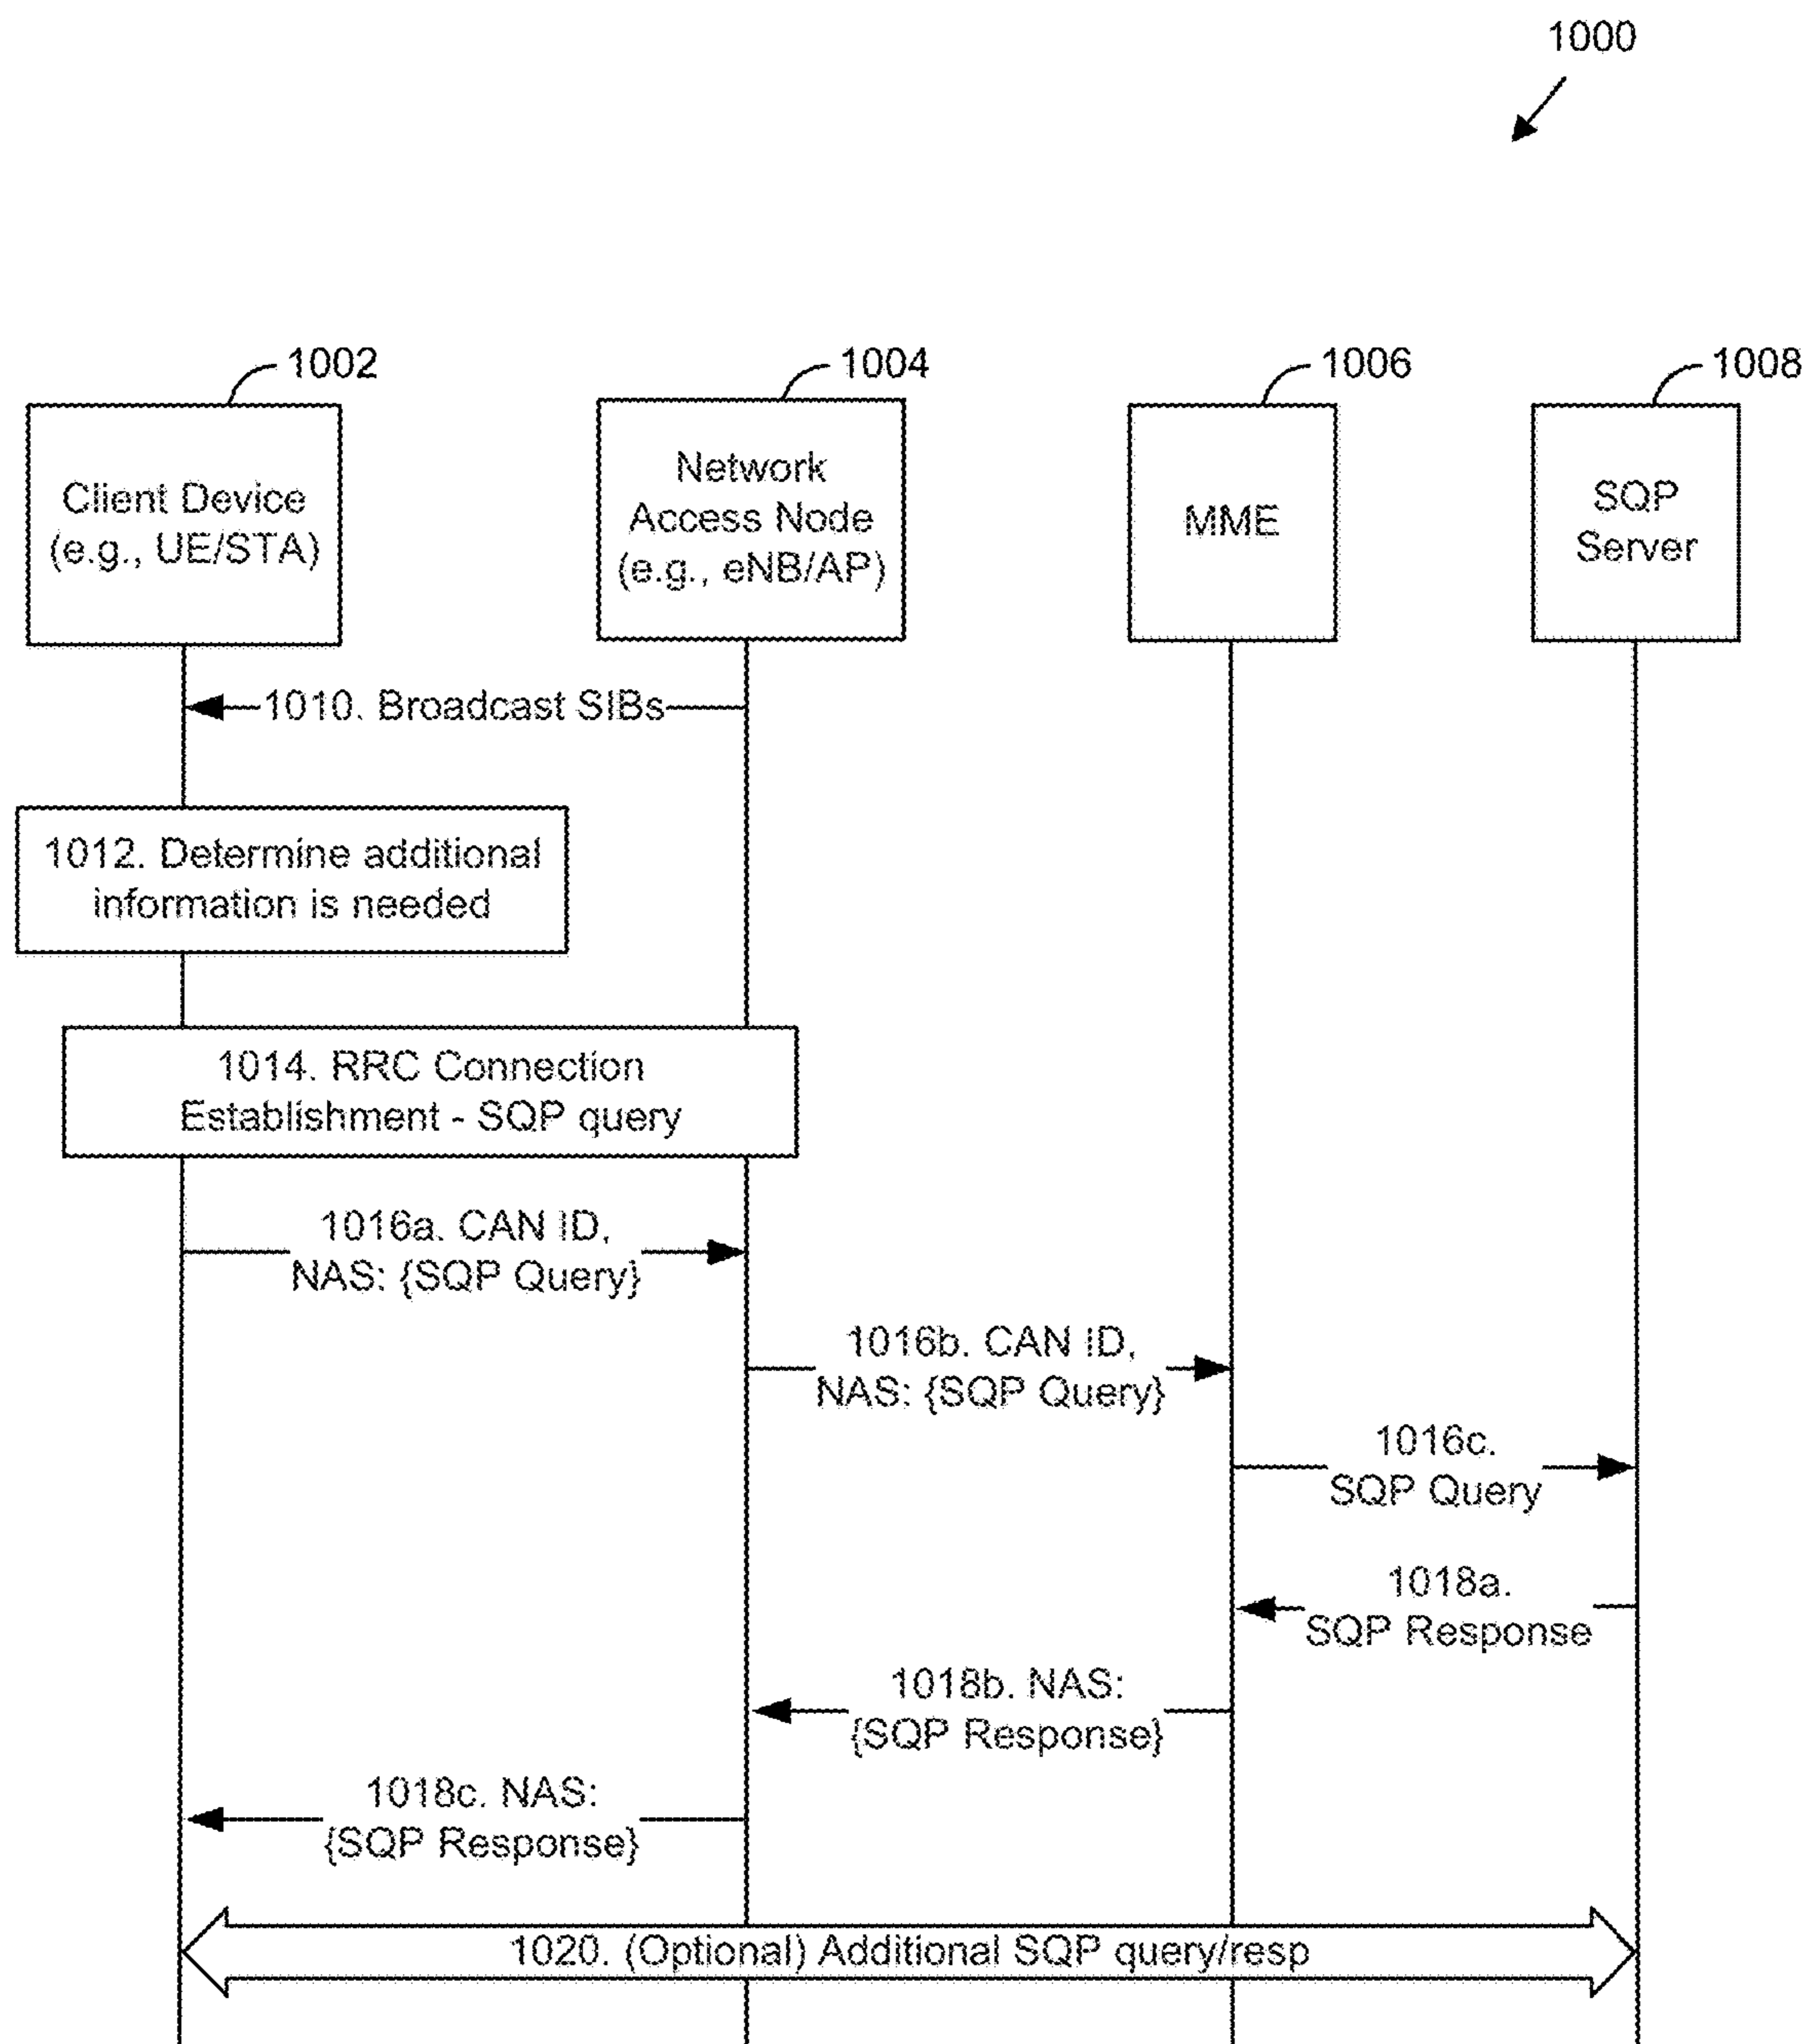 1000
1002
1004
1006
1008
Client Device
(e.g., UE/STA)
Network
Access Node
(e.g., eNB/AP)
MME
SQP
Server
1010. Broadcast SIBs
1012. Determine additional
information is needed
1014. RRC Connection
Establishment - SQP query
1016a. CAN ID,
NAS: {SQP Query}
1016b. CAN ID,
NAS: {SQP Query}
1016c.
SQP Query
1018a.
SQP Response
1018b. NAS:
{SQP Response}
1018c. NAS:
{SQP Response}
1020. (Optional) Additional SQP query/resp